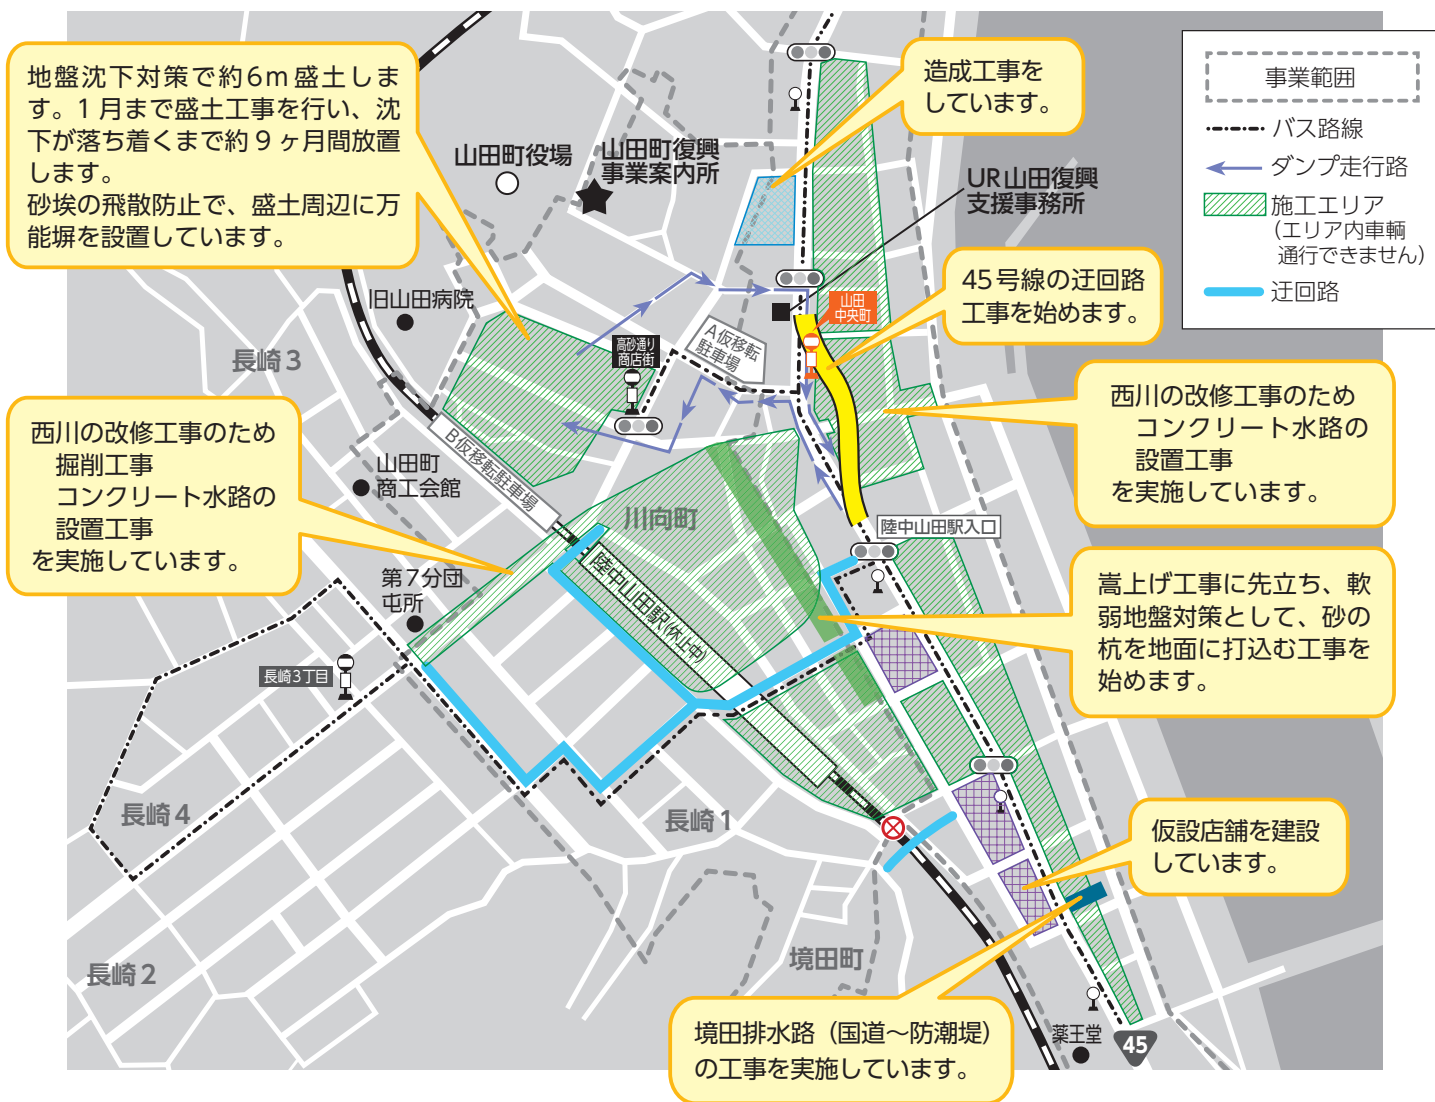 地盤沈下対策で約6m盛土しま
す。1月まで盛土工事を行い、沈
下が落ち着くまで約9ヶ月間放置
します。
砂埃の飛散防止で、盛土周辺に万
能塀を設置しています。
造成工事を
しています。
事業範囲
バス路線
ダンプ走行路
施工エリア
(エリア内車輌
通行できません)
迂回路
山田町役場
山田町復興
事業案内所
UR山田復興
支援事務所
45号線の迂回路
工事を始めます。
山田
中央町
旧山田病院
高砂通り
商店街
A仮移転
駐車場
長崎3
西川の改修工事のため
コンクリート水路の
設置工事
を実施しています。
西川の改修工事のため
掘削工事
コンクリート水路の
設置工事
を実施しています。
B仮移転駐車場
山田町
商工会館
川向町
陸中山田駅入口
陸中山田駅(休止中)
第7分団
屯所
嵩上げ工事に先立ち、軟
弱地盤対策として、砂の
杭を地面に打込む工事を
始めます。
長崎3丁目
長崎4
長崎1
仮設店舗を建設
しています。
長崎2
境田町
境田排水路（国道～防潮堤）
の工事を実施しています。
薬王堂
45